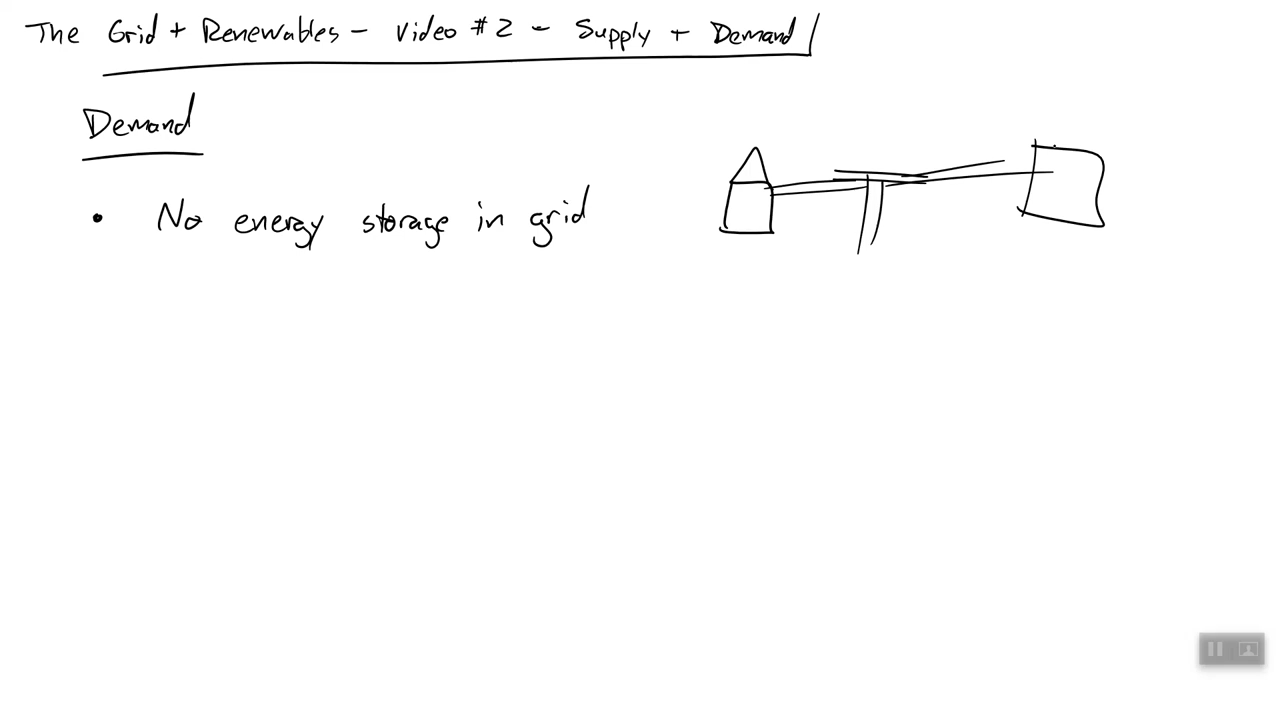 The Grid + Renewables - Video #2 - Supply + Demand
Demand
• No energy storage in grid